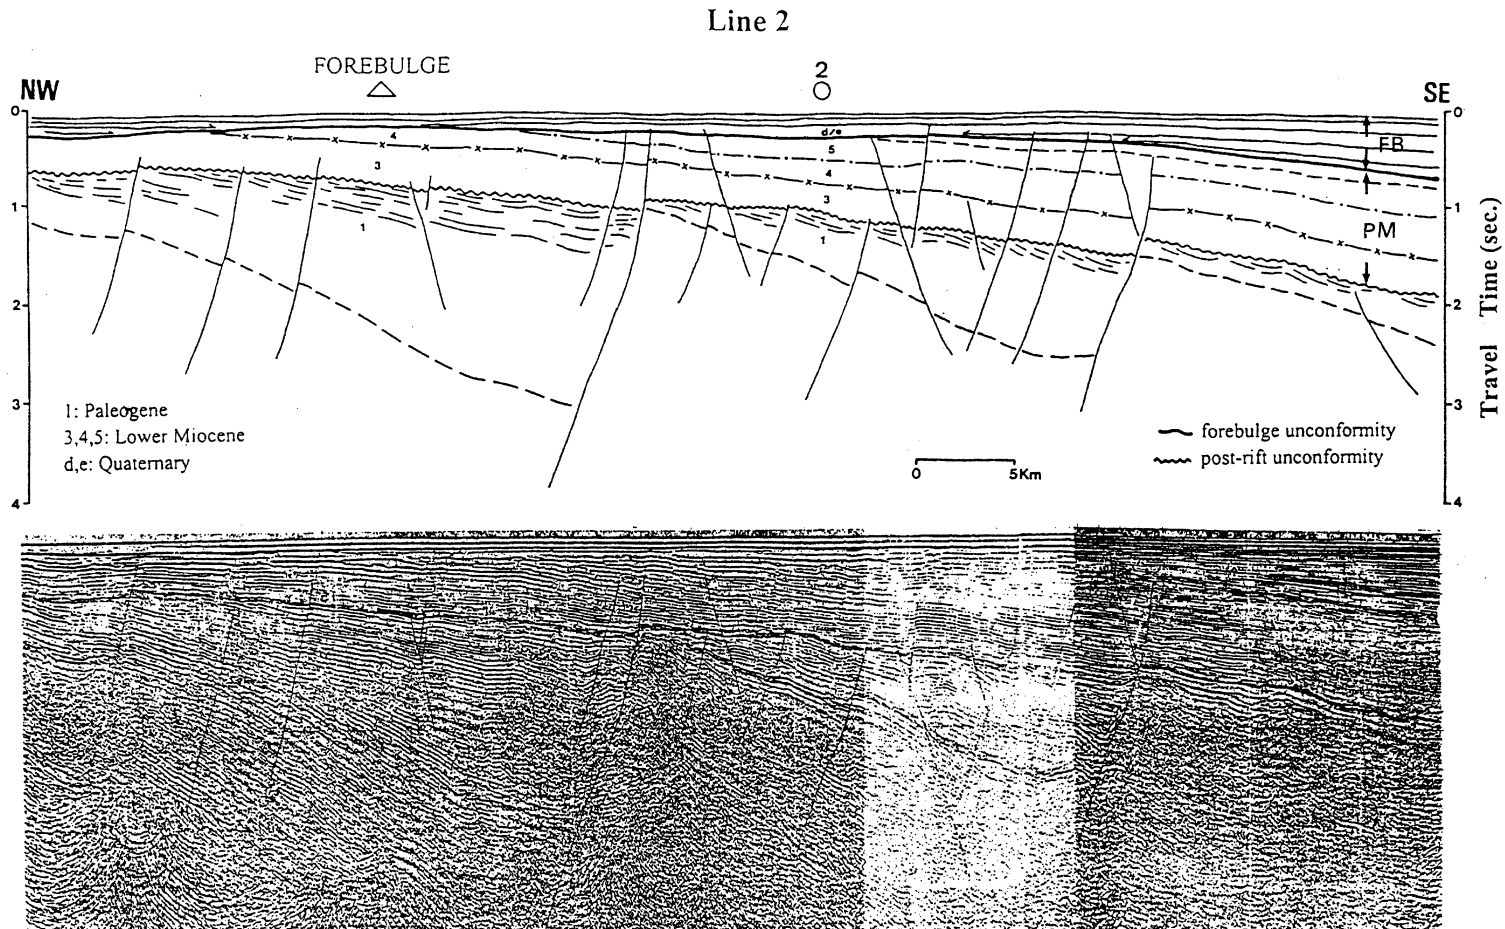 Line 2
FOREBULGE
2
NW
SE
0
0
4
d/e
5
FB
3
4
1
3
1
1
1
PM
2
2
3
3
4
4
1: Paleogene
3,4,5: Lower Miocene
d,e: Quaternary
0 5Km
forebulge unconformity
post-rift unconformity
Travel Time (sec.)